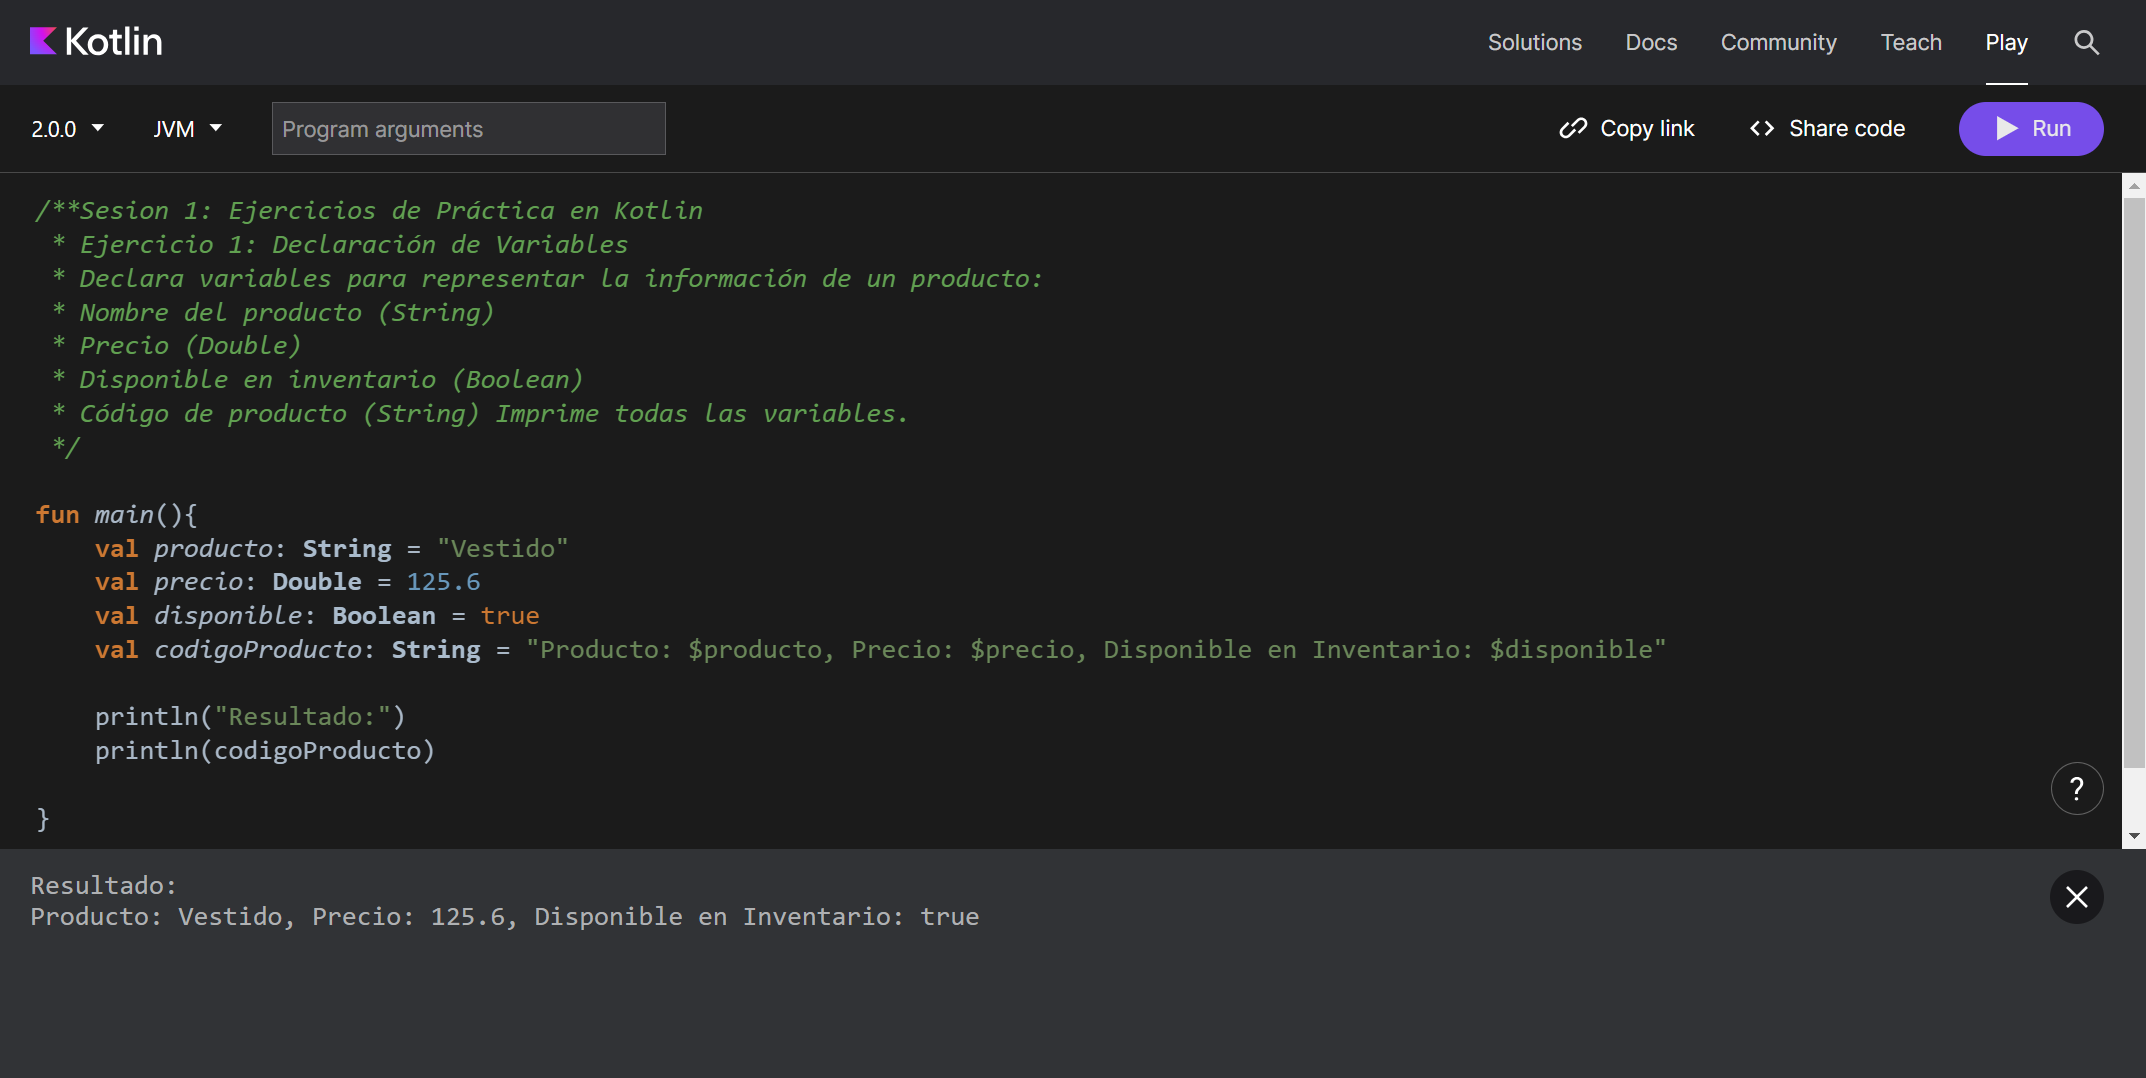 Kotlin
Solutions Docs Community Teach Play
2.0.0 JVM Program arguments Copy link <> Share code Run
/**Sesion 1: Ejercicios de Práctica en Kotlin
* Ejercicio 1: Declaración de Variables
* Declara variables para representar la información de un producto:
* Nombre del producto (String)
* Precio (Double)
* Disponible en inventario (Boolean)
* Código de producto (String) Imprime todas las variables.
*/
fun main(){
val producto: String = "Vestido"
val precio: Double = 125.6
val disponible: Boolean = true
val codigoProducto: String = "Producto: $producto, Precio: $precio, Disponible en Inventario: $disponible"
println("Resultado:")
println(codigoProducto)
?
}
Resultado:
Producto: Vestido, Precio: 125.6, Disponible en Inventario: true